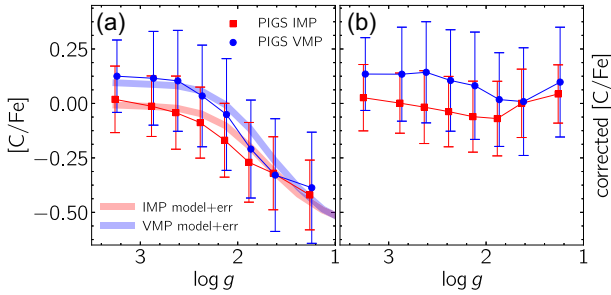 (a)
PIGS IMP
PIGS VMP
(b)
[C/Fe]
0.25
0.00
−0.25
−0.50
IMP model+err
VMP model+err
corrected [C/Fe]
3 2 1
3 2 1
log g
log g